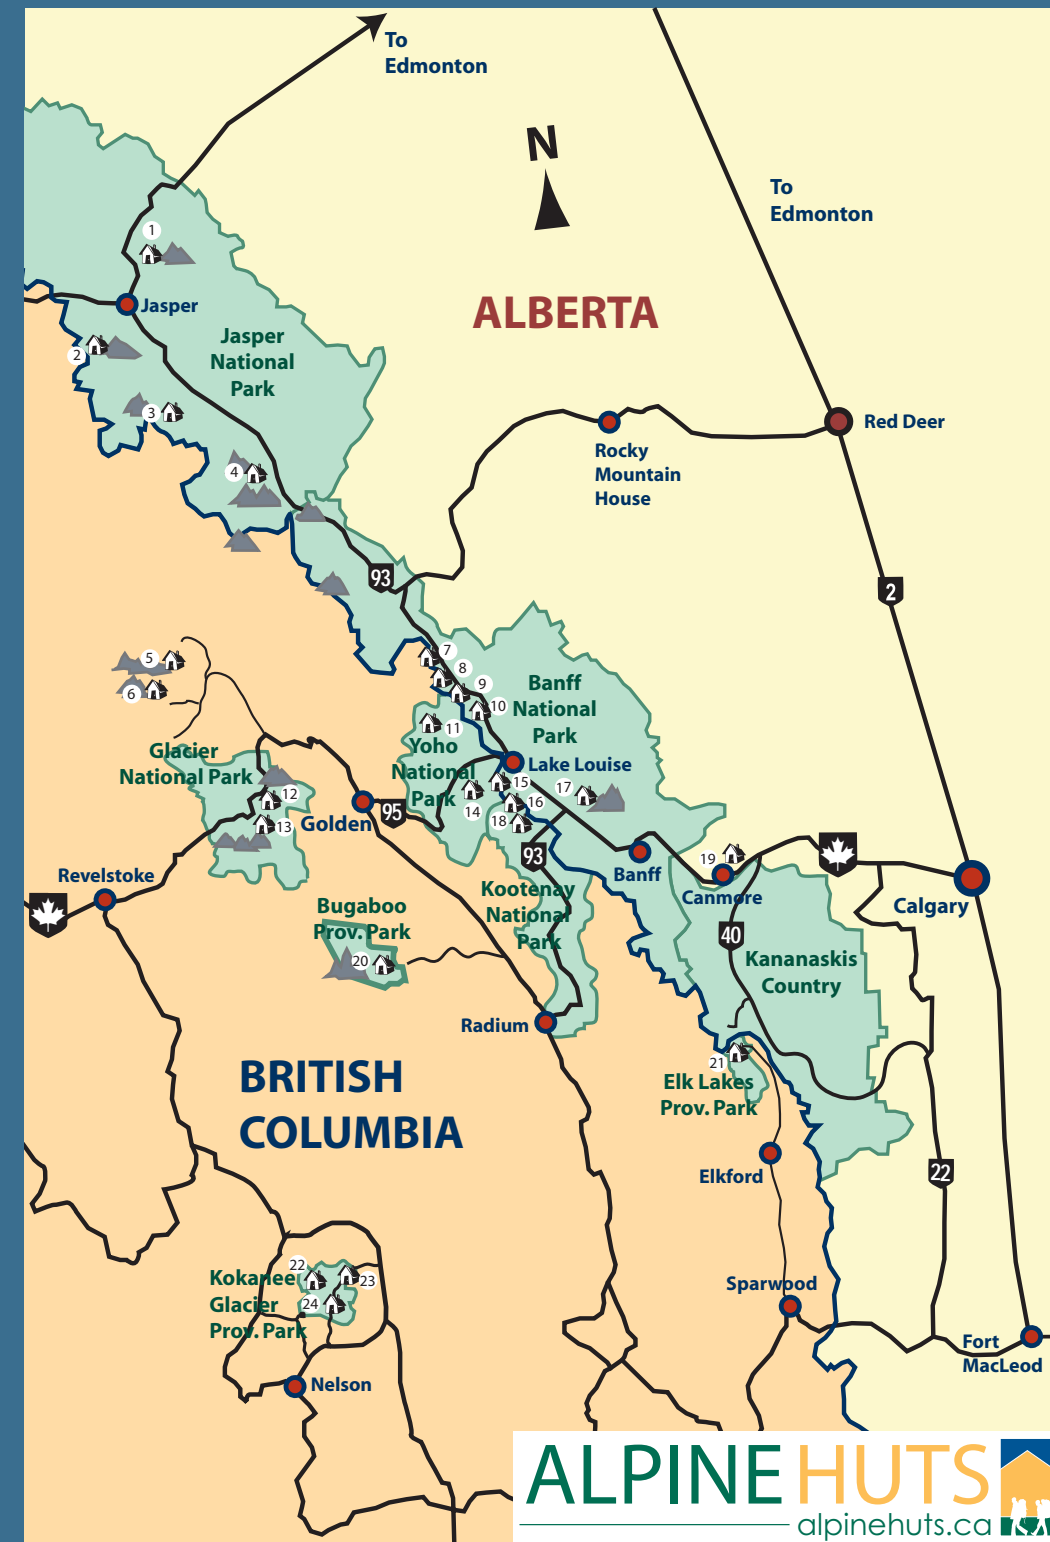 To
Edmonton
N
To
Edmonton
1
Jasper
ALBERTA
Jasper
National
Park
2
3
Red Deer
Rocky
Mountain
House
4
93
2
7
5
8
6
9
Banff
National
Park
10
11
Yoho
National
Park
Glacier
National Park
Lake Louise
15
17
12
16
14
95
18
13
Golden
93
19
Banff
Revelstoke
Canmore
Calgary
Kootenay
National
Park
Bugaboo
Prov. Park
40
20
Kananaskis
Country
Radium
BRITISH
COLUMBIA
21
Elk Lakes
Prov. Park
Elkford
22
22
23
Kokanee
Glacier
Prov. Park
24
Sparwood
Fort
MacLeod
Nelson
ALPINE HUTS
alpinehuts.ca